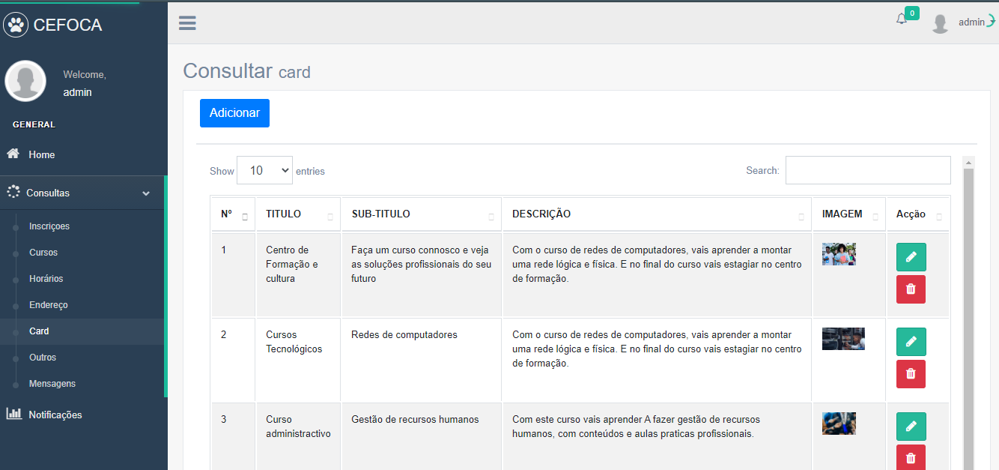 CEFOCA
0
admin
Welcome,
admin
GENERAL
Home
Consultas
Inscriçoes
Cursos
Horários
Endereço
Card
Outros
Mensagens
Notificações
Consultar card
Adicionar
Show 10 entries
Search:
Nº TITULO SUB-TITULO DESCRIÇÃO IMAGEM Acção
1
Centro de
Formação e
cultura
Faça um curso connosco e veja
as soluções profissionais do seu
futuro
Com o curso de redes de computadores, vais aprender a montar
uma rede lógica e física. E no final do curso vais estagiar no centro
de formação.
2
Cursos
Tecnológicos
Redes de computadores
Com o curso de redes de computadores, vais aprender a montar
uma rede lógica e física. E no final do curso vais estagiar no centro
de formação.
3
Curso
administractivo
Gestão de recursos humanos
Com este curso vais aprender A fazer gestão de recursos
humanos, com conteúdos e aulas praticas profissionais.